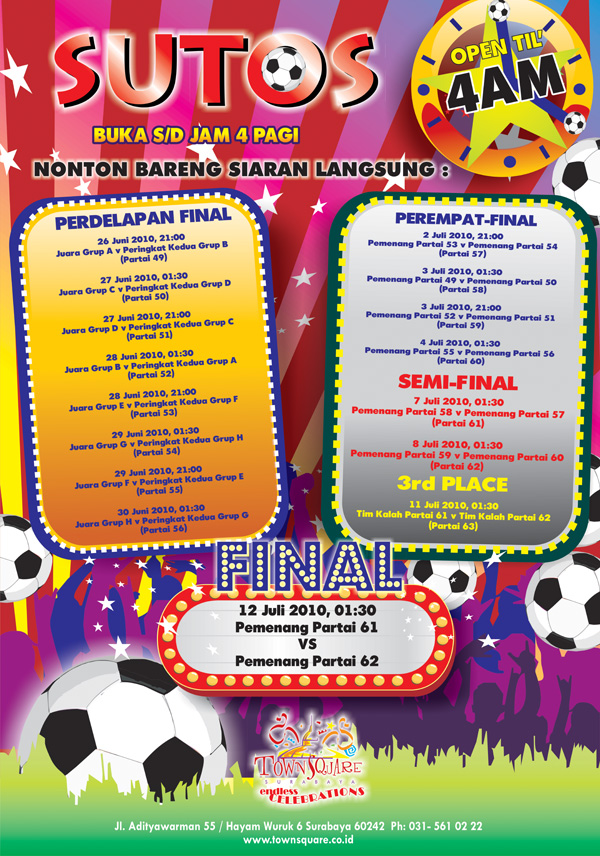 SUTOS
OPEN TIL'
4AM
BUKA S/D JAM 4 PAGI
NONTON BARENG SIARAN LANGSUNG :
PERDELAPAN FINAL
26 Juni 2010, 21:00
Juara Grup A v Peringkat Kedua Grup B
(Partai 49)
27 Juni 2010, 01:30
Juara Grup C v Peringkat Kedua Grup D
(Partai 50)
27 Juni 2010, 21:00
Juara Grup D v Peringkat Kedua Grup C
(Partai 51)
28 Juni 2010, 01:30
Juara Grup B v Peringkat Kedua Grup A
(Partai 52)
28 Juni 2010, 21:00
Juara Grup E v Peringkat Kedua Grup F
(Partai 53)
29 Juni 2010, 01:30
Juara Grup G v Peringkat Kedua Grup H
(Partai 54)
29 Juni 2010, 21:00
Juara Grup F v Peringkat Kedua Grup E
(Partai 55)
30 Juni 2010, 01:30
Juara Grup H v Peringkat Kedua Grup G
(Partai 56)
PEREMPAT-FINAL
2 Juli 2010, 21:00
Pemenang Partai 53 v Pemenang Partai 54
(Partai 57)
3 Juli 2010, 01:30
Pemenang Partai 49 v Pemenang Partai 50
(Partai 58)
3 Juli 2010, 21:00
Pemenang Partai 52 v Pemenang Partai 51
(Partai 59)
4 Juli 2010, 01:30
Pemenang Partai 55 v Pemenang Partai 56
(Partai 60)
SEMI-FINAL
7 Juli 2010, 01:30
Pemenang Partai 58 v Pemenang Partai 57
(Partai 61)
8 Juli 2010, 01:30
Pemenang Partai 59 v Pemenang Partai 60
(Partai 62)
3rd PLACE
11 Juli 2010, 01:30
Tim Kalah Partai 61 v Tim Kalah Partai 62
(Partai 63)
FINAL
12 Juli 2010, 01:30
Pemenang Partai 61
VS
Pemenang Partai 62
TOWNSQUARE
SURABAYA
endless
CELEBRATIONS
Jl. Adityawarman 55 / Hayam Wuruk 6 Surabaya 60242 Ph: 031- 561 02 22
www.townsquare.co.id